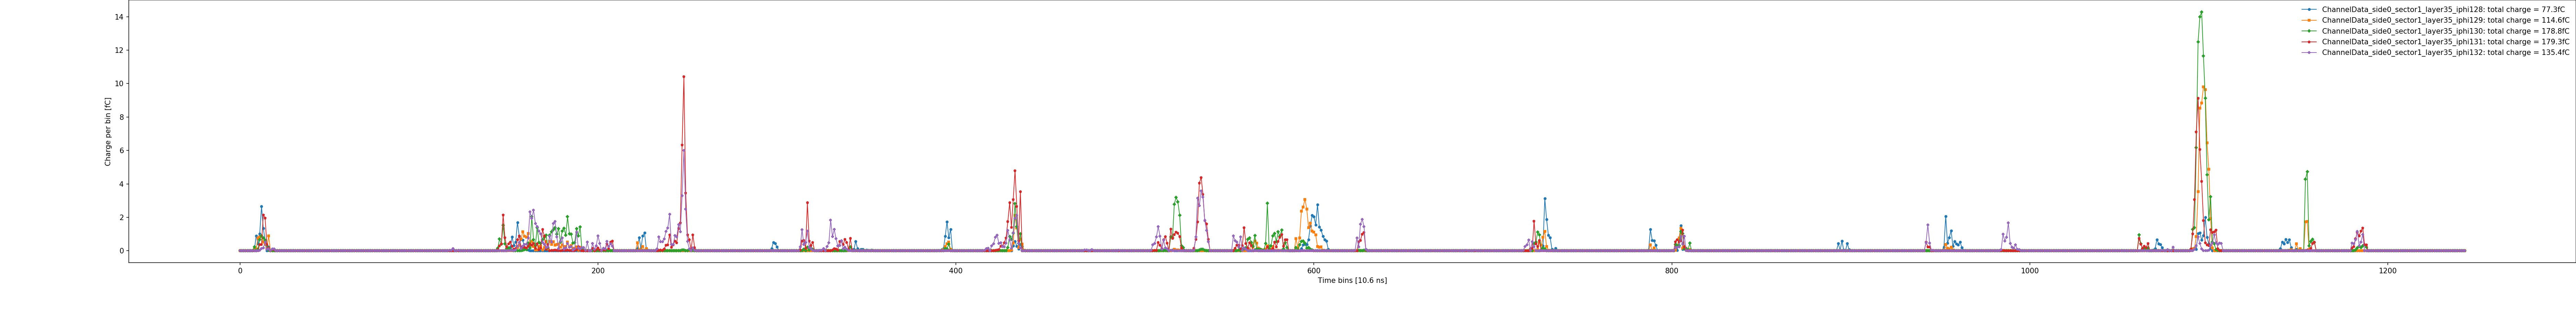 14
12
10
8
6
4
2
0
Charge per bin [fC]
0
200
400
600
800
1000
1200
Time bins [10.6 ns]
ChannelData_side0_sector1_layer35_iphi128: total charge = 77.3fC
ChannelData_side0_sector1_layer35_iphi129: total charge = 114.6fC
ChannelData_side0_sector1_layer35_iphi130: total charge = 178.8fC
ChannelData_side0_sector1_layer35_iphi131: total charge = 179.3fC
ChannelData_side0_sector1_layer35_iphi132: total charge = 135.4fC